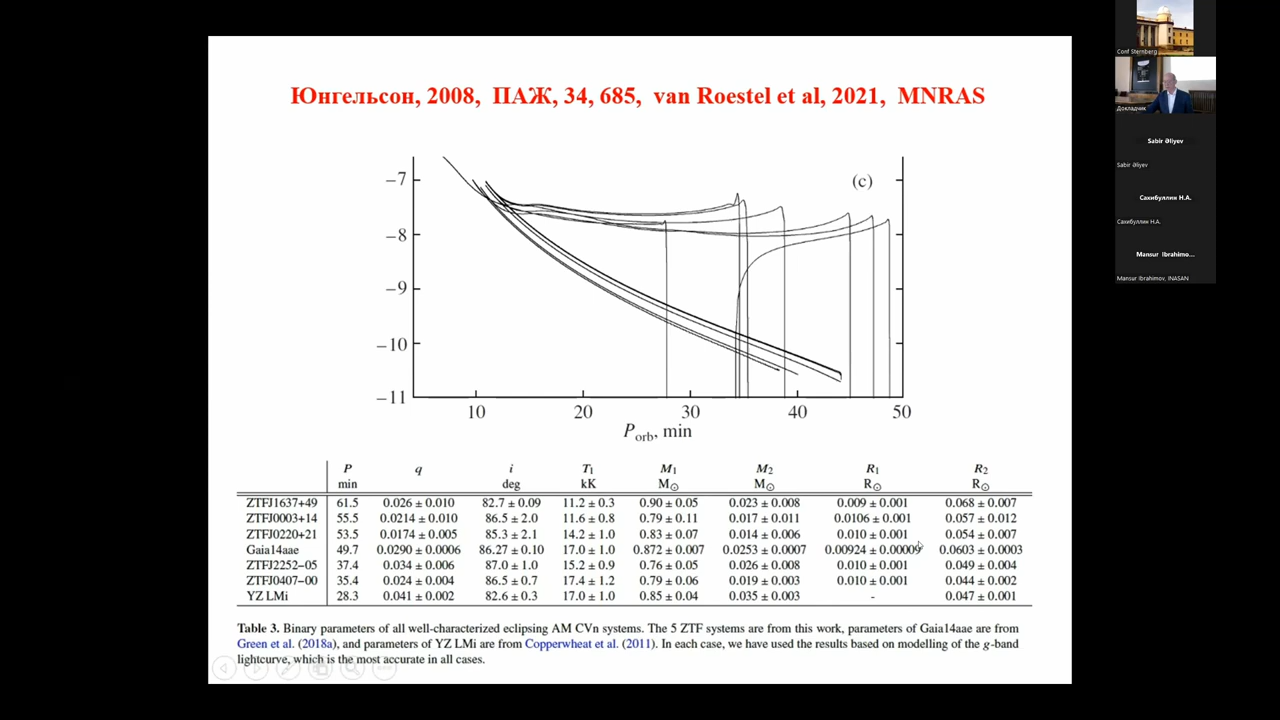 Юнгельсон, 2008, ПАЖ, 34, 685, van Roestel et al, 2021, MNRAS
(c)
−7
−8
−9
−10
−11
10 20 30 40 50
Porb, min
P q i T1 M1 M2 R1 R2
min deg kK M⊙ M⊙ R⊙ R⊙
ZTFJ1637+49 61.5 0.026 ± 0.010 82.7 ± 0.09 11.2 ± 0.3 0.90 ± 0.05 0.023 ± 0.008 0.009 ± 0.001 0.068 ± 0.007
ZTFJ0003+14 55.5 0.0214 ± 0.010 86.5 ± 2.0 11.6 ± 0.8 0.79 ± 0.11 0.017 ± 0.011 0.0106 ± 0.001 0.057 ± 0.012
ZTFJ0220+21 53.5 0.0174 ± 0.005 85.3 ± 2.1 14.2 ± 1.0 0.83 ± 0.07 0.014 ± 0.006 0.010 ± 0.001 0.054 ± 0.007
Gaia14aae 49.7 0.0290 ± 0.0006 86.27 ± 0.10 17.0 ± 1.0 0.872 ± 0.007 0.0253 ± 0.0007 0.00924 ± 0.00009 0.0603 ± 0.0003
ZTFJ2252−05 37.4 0.034 ± 0.006 87.0 ± 1.0 15.2 ± 0.9 0.76 ± 0.05 0.026 ± 0.008 0.010 ± 0.001 0.049 ± 0.004
ZTFJ0407−00 35.4 0.024 ± 0.004 86.5 ± 0.7 17.4 ± 1.2 0.79 ± 0.06 0.019 ± 0.003 0.010 ± 0.001 0.044 ± 0.002
YZ LMi 28.3 0.041 ± 0.002 82.6 ± 0.3 17.0 ± 1.0 0.85 ± 0.04 0.035 ± 0.003 - 0.047 ± 0.001
Table 3. Binary parameters of all well-characterized eclipsing AM CVn systems. The 5 ZTF systems are from this work, parameters of Gaia14aae are from
Green et al. (2018a), and parameters of YZ LMi are from Copperwheat et al. (2011). In each case, we have used the results based on modelling of the g-band
lightcurve, which is the most accurate in all cases.
Conf Sternberg
Докладчик
Sabir Əliyev
Sabir Əliyev
Сахибуллин Н.А.
Сахибуллин Н.А.
Mansur Ibrahimo...
Mansur Ibrahimov, INASAN